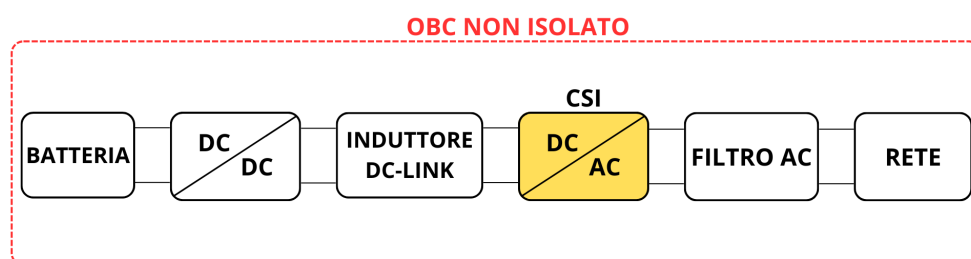 OBC NON ISOLATO
BATTERIA
DC
DC
INDUTTORE
DC-LINK
CSI
DC
AC
FILTRO AC
RETE